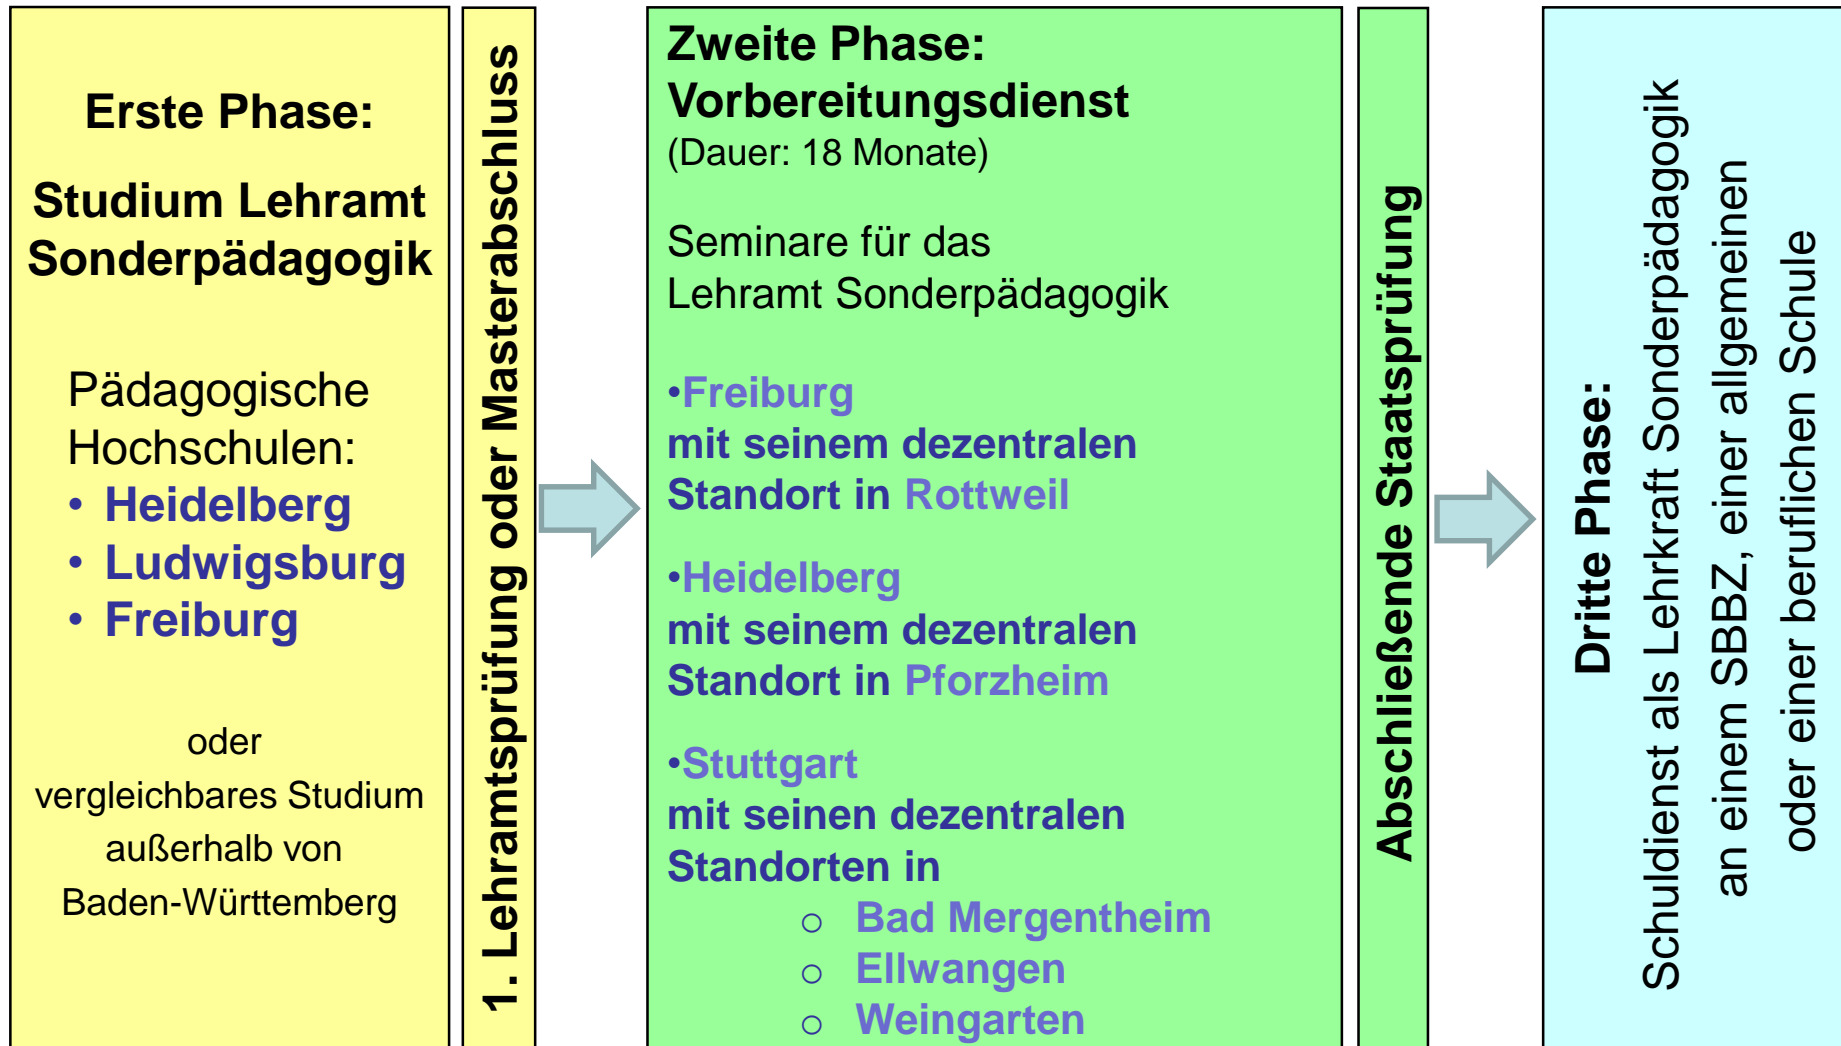 Erste Phase:
Studium Lehramt
Sonderpädagogik
Pädagogische
Hochschulen:
• Heidelberg
• Ludwigsburg
• Freiburg
oder
vergleichbares Studium
außerhalb von
Baden-Württemberg
1. Lehramtsprüfung oder Masterabschluss
Zweite Phase:
Vorbereitungsdienst
(Dauer: 18 Monate)
Seminare für das
Lehramt Sonderpädagogik
•Freiburg
mit seinem dezentralen
Standort in Rottweil
•Heidelberg
mit seinem dezentralen
Standort in Pforzheim
•Stuttgart
mit seinen dezentralen
Standorten in
o Bad Mergentheim
o Ellwangen
o Weingarten
Abschließende Staatsprüfung
Dritte Phase:
Schuldienst als Lehrkraft Sonderpädagogik
an einem SBBZ, einer allgemeinen
oder einer beruflichen Schule